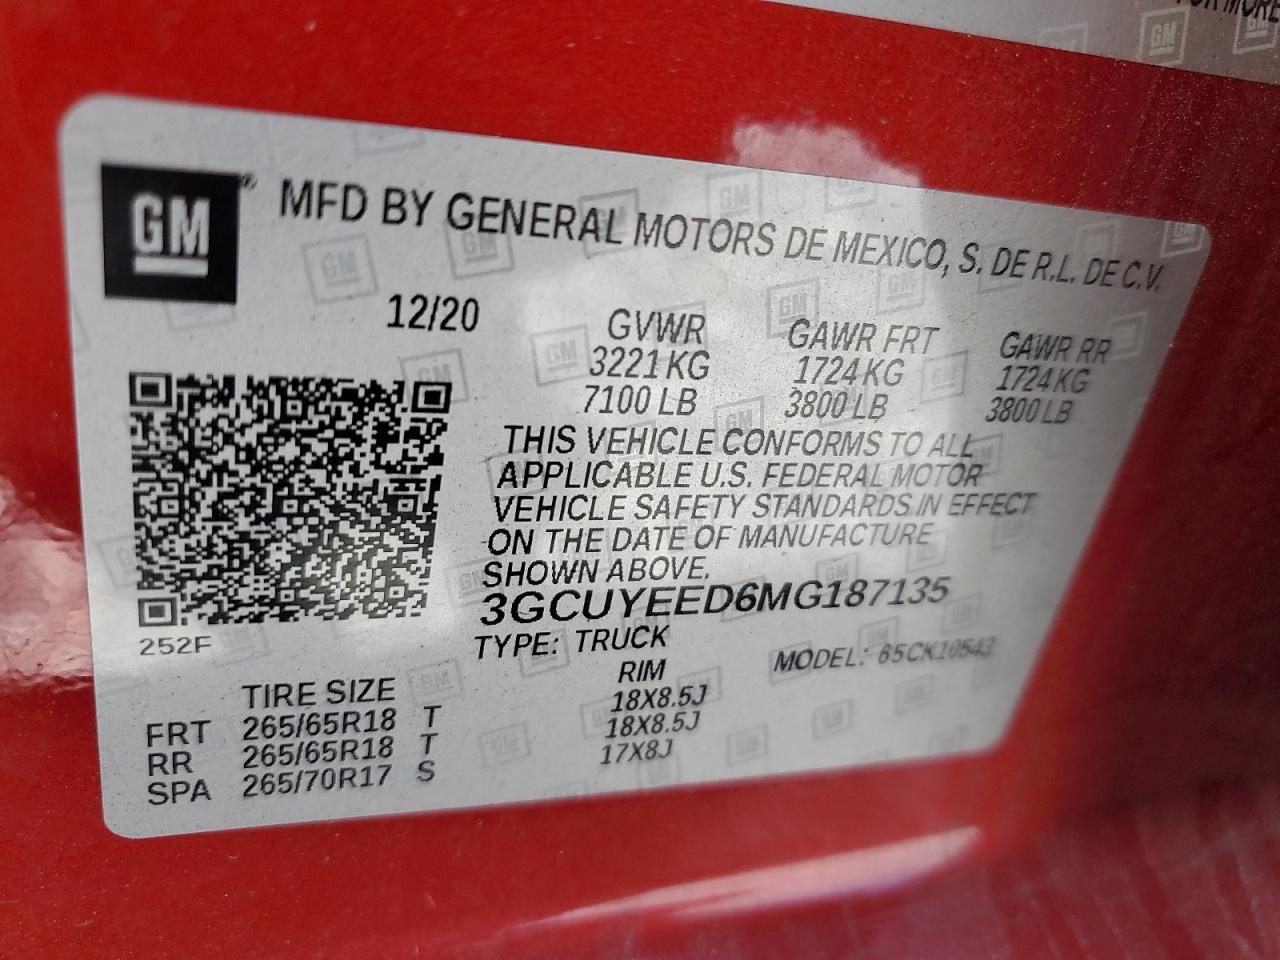 FOR MORE
GM® MFD BY GENERAL MOTORS DE MEXICO, S. DE R.L. DE C.V.
12/20 GVWR GAWR FRT GAWR RR
3221 KG 1724 KG 1724 KG
7100 LB 3800 LB 3800 LB
THIS VEHICLE CONFORMS TO ALL
APPLICABLE U.S. FEDERAL MOTOR
VEHICLE SAFETY STANDARDS IN EFFECT
ON THE DATE OF MANUFACTURE
SHOWN ABOVE.
3GCUYEED6MG187135
252F
TYPE: TRUCK MODEL: 65CK10543
TIRE SIZE RIM
FRT 265/65R18 T 18X8.5J
RR 265/65R18 T 18X8.5J
SPA 265/70R17 S 17X8J